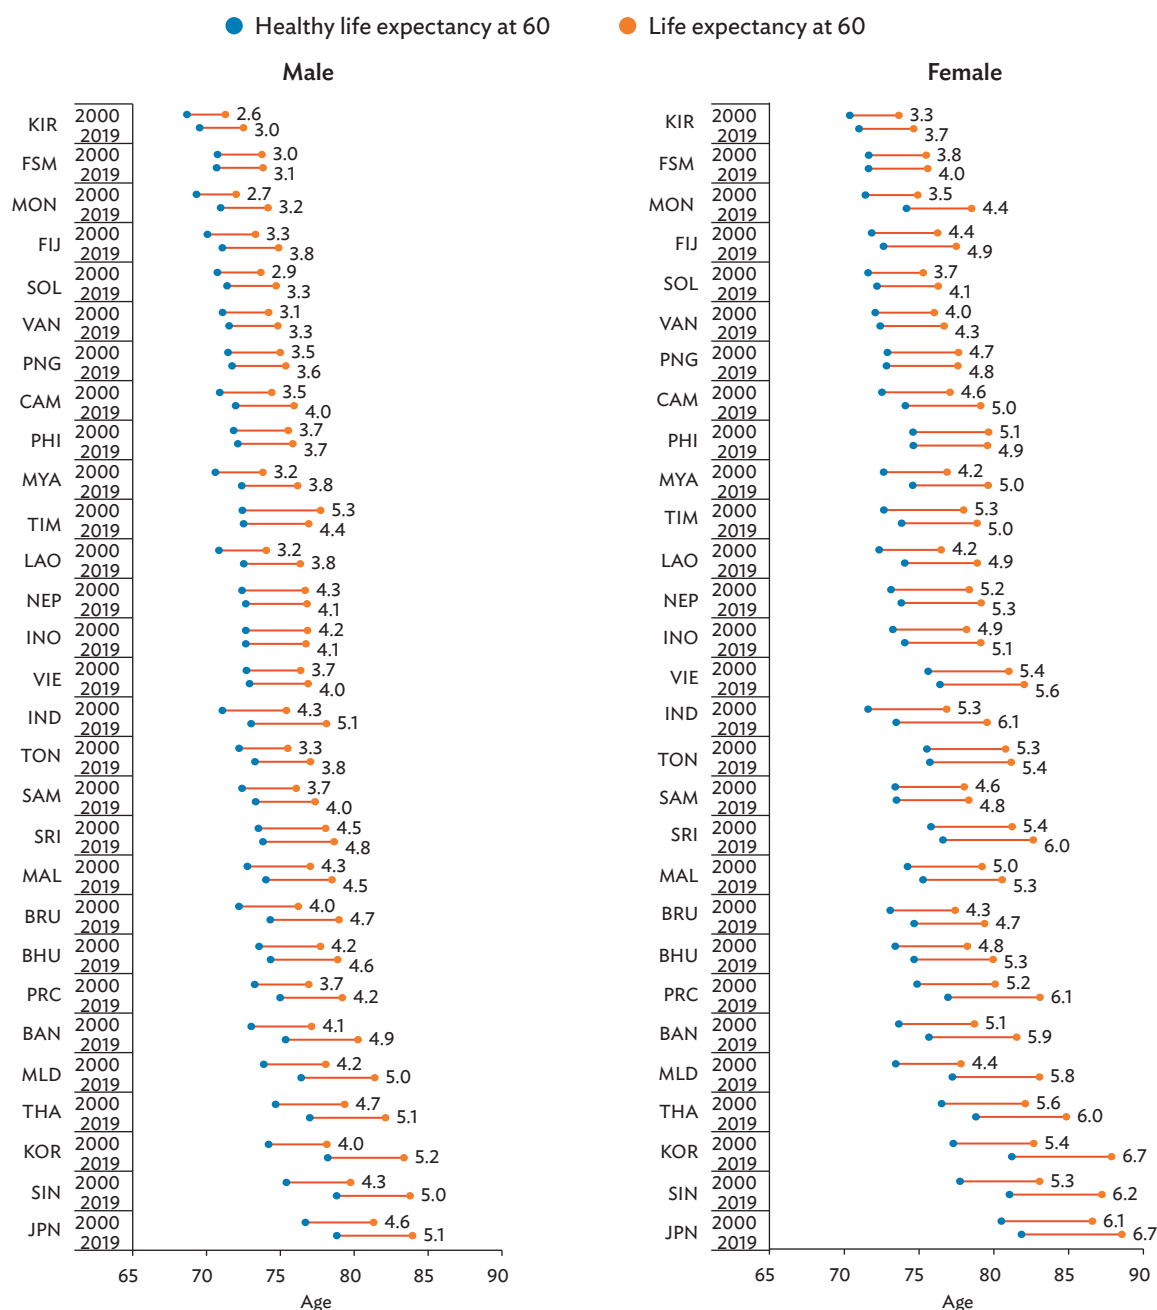 Healthy life expectancy at 60 Life expectancy at 60
Male
KIR 2000 2.6
2019 3.0
FSM 2000 3.0
2019 3.1
MON 2000 2.7
2019 3.2
FIJ 2000 3.3
2019 3.8
SOL 2000 2.9
2019 3.3
VAN 2000 3.1
2019 3.3
PNG 2000 3.5
2019 3.6
CAM 2000 3.5
2019 4.0
PHI 2000 3.7
2019 3.7
MYA 2000 3.2
2019 3.8
TIM 2000 5.3
2019 4.4
LAO 2000 3.2
2019 3.8
NEP 2000 4.3
2019 4.1
INO 2000 4.2
2019 4.1
VIE 2000 3.7
2019 4.0
IND 2000 4.3
2019 5.1
TON 2000 3.3
2019 3.8
SAM 2000 3.7
2019 4.0
SRI 2000 4.5
2019 4.8
MAL 2000 4.3
2019 4.5
BRU 2000 4.0
2019 4.7
BHU 2000 4.2
2019 4.6
PRC 2000 3.7
2019 4.2
BAN 2000 4.1
2019 4.9
MLD 2000 4.2
2019 5.0
THA 2000 4.7
2019 5.1
KOR 2000 4.0
2019 5.2
SIN 2000 4.3
2019 5.0
JPN 2000 4.6
2019 5.1
65 70 75 80 85 90
Age
Female
KIR 2000 3.3
2019 3.7
FSM 2000 3.8
2019 4.0
MON 2000 3.5
2019 4.4
FIJ 2000 4.4
2019 4.9
SOL 2000 3.7
2019 4.1
VAN 2000 4.0
2019 4.3
PNG 2000 4.7
2019 4.8
CAM 2000 4.6
2019 5.0
PHI 2000 5.1
2019 4.9
MYA 2000 4.2
2019 5.0
TIM 2000 5.3
2019 5.0
LAO 2000 4.2
2019 4.9
NEP 2000 5.2
2019 5.3
INO 2000 4.9
2019 5.1
VIE 2000 5.4
2019 5.6
IND 2000 5.3
2019 6.1
TON 2000 5.3
2019 5.4
SAM 2000 4.6
2019 4.8
SRI 2000 5.4
2019 6.0
MAL 2000 5.0
2019 5.3
BRU 2000 4.3
2019 4.7
BHU 2000 4.8
2019 5.3
PRC 2000 5.2
2019 6.1
BAN 2000 5.1
2019 5.9
MLD 2000 4.4
2019 5.8
THA 2000 5.6
2019 6.0
KOR 2000 5.4
2019 6.7
SIN 2000 5.3
2019 6.2
JPN 2000 6.1
2019 6.7
65 70 75 80 85 90
Age